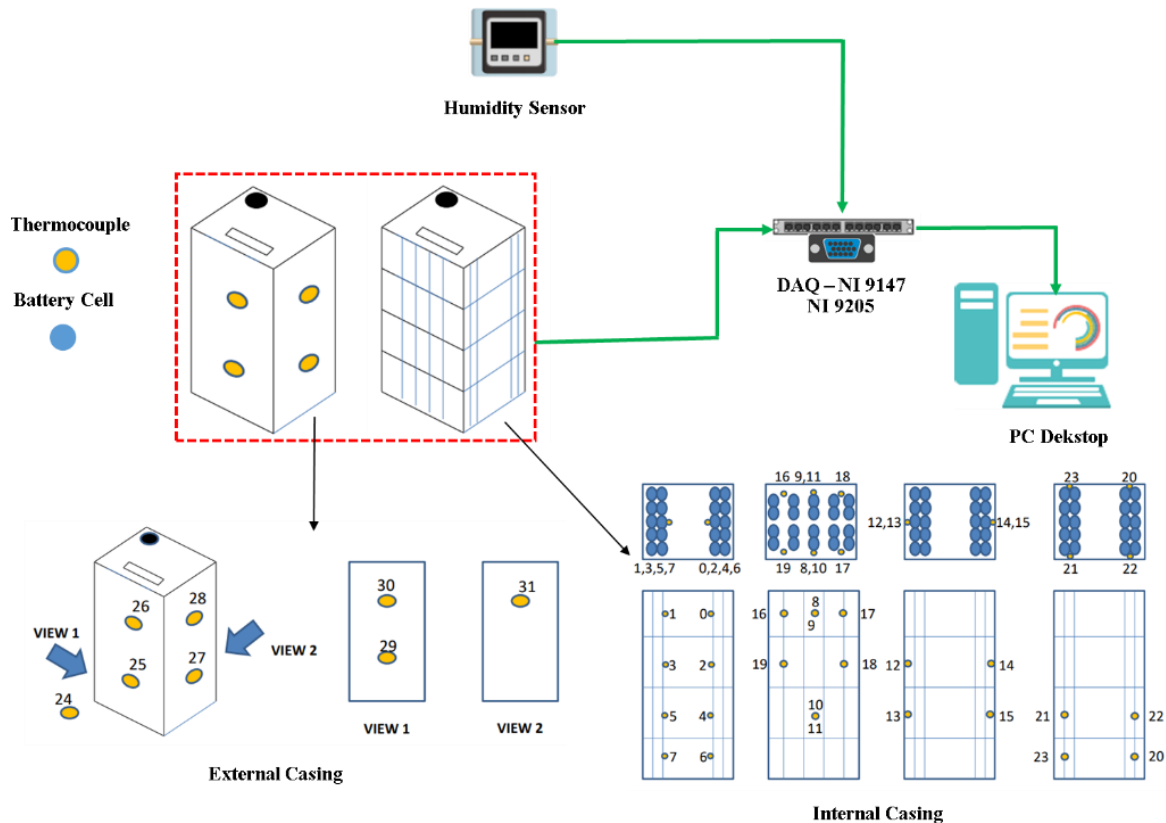 Humidity Sensor
Thermocouple
Battery Cell
DAQ – NI 9147
NI 9205
PC Dekstop
16 9,11 18
23 20
12,13 14,15
1,3,5,7 0,2,4,6
19 8,10 17
21 22
26 28
VIEW 1
25 27
VIEW 2
24
30
29
VIEW 1
31
VIEW 2
External Casing
1 0
3 2
5 4
7 6
16 8 17
9
19 18
10
11
12 14
13 15
21 22
23 20
Internal Casing